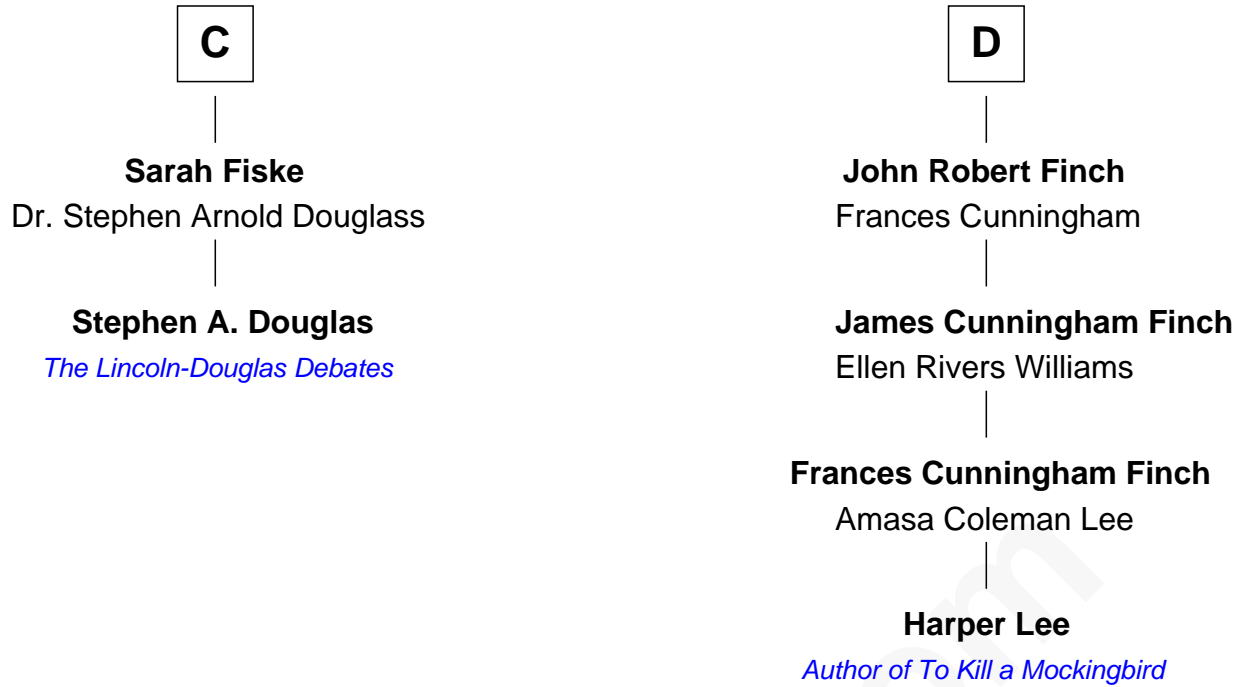 C
Sarah Fiske
Dr. Stephen Arnold Douglass
Stephen A. Douglas
The Lincoln-Douglas Debates
D
John Robert Finch
Frances Cunningham
James Cunningham Finch
Ellen Rivers Williams
Frances Cunningham Finch
Amasa Coleman Lee
Harper Lee
Author of To Kill a Mockingbird